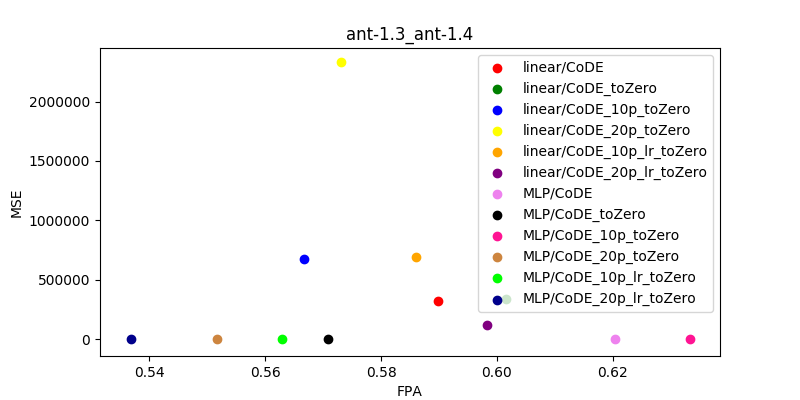 ant-1.3_ant-1.4
MSE
2000000
1500000
1000000
500000
0
0.54 0.56 0.58 0.60 0.62
FPA
linear/CoDE
linear/CoDE_toZero
linear/CoDE_10p_toZero
linear/CoDE_20p_toZero
linear/CoDE_10p_lr_toZero
linear/CoDE_20p_lr_toZero
MLP/CoDE
MLP/CoDE_toZero
MLP/CoDE_10p_toZero
MLP/CoDE_20p_toZero
MLP/CoDE_10p_lr_toZero
MLP/CoDE_20p_lr_toZero